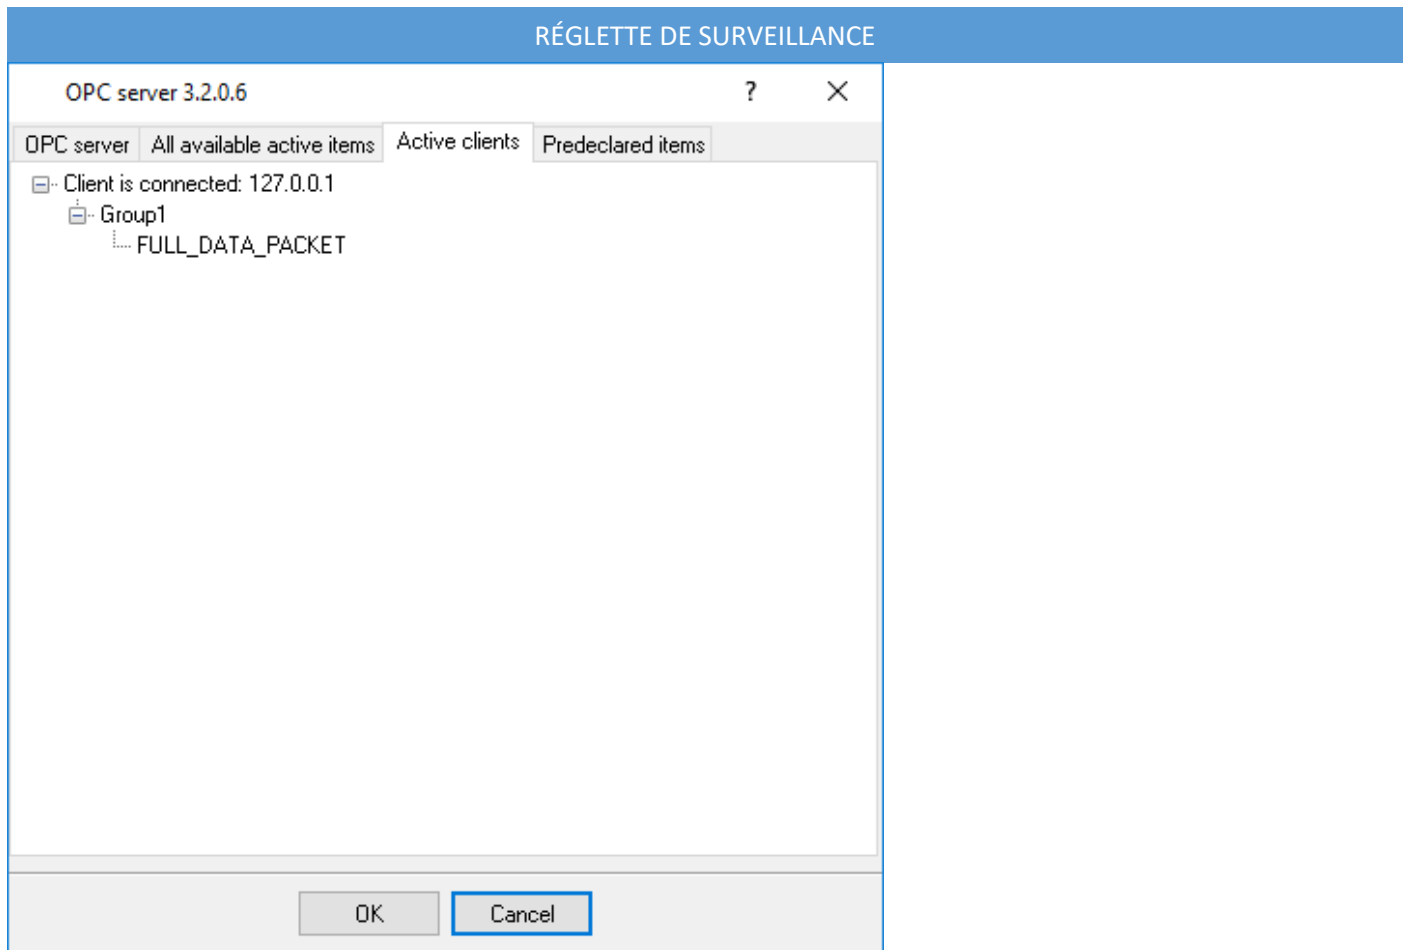 RÉGLETTE DE SURVEILLANCE
OPC server 3.2.0.6 ?
OPC server All available active items Active clients Predeclared items
Client is connected: 127.0.0.1
Group1
FULL_DATA_PACKET
OK Cancel